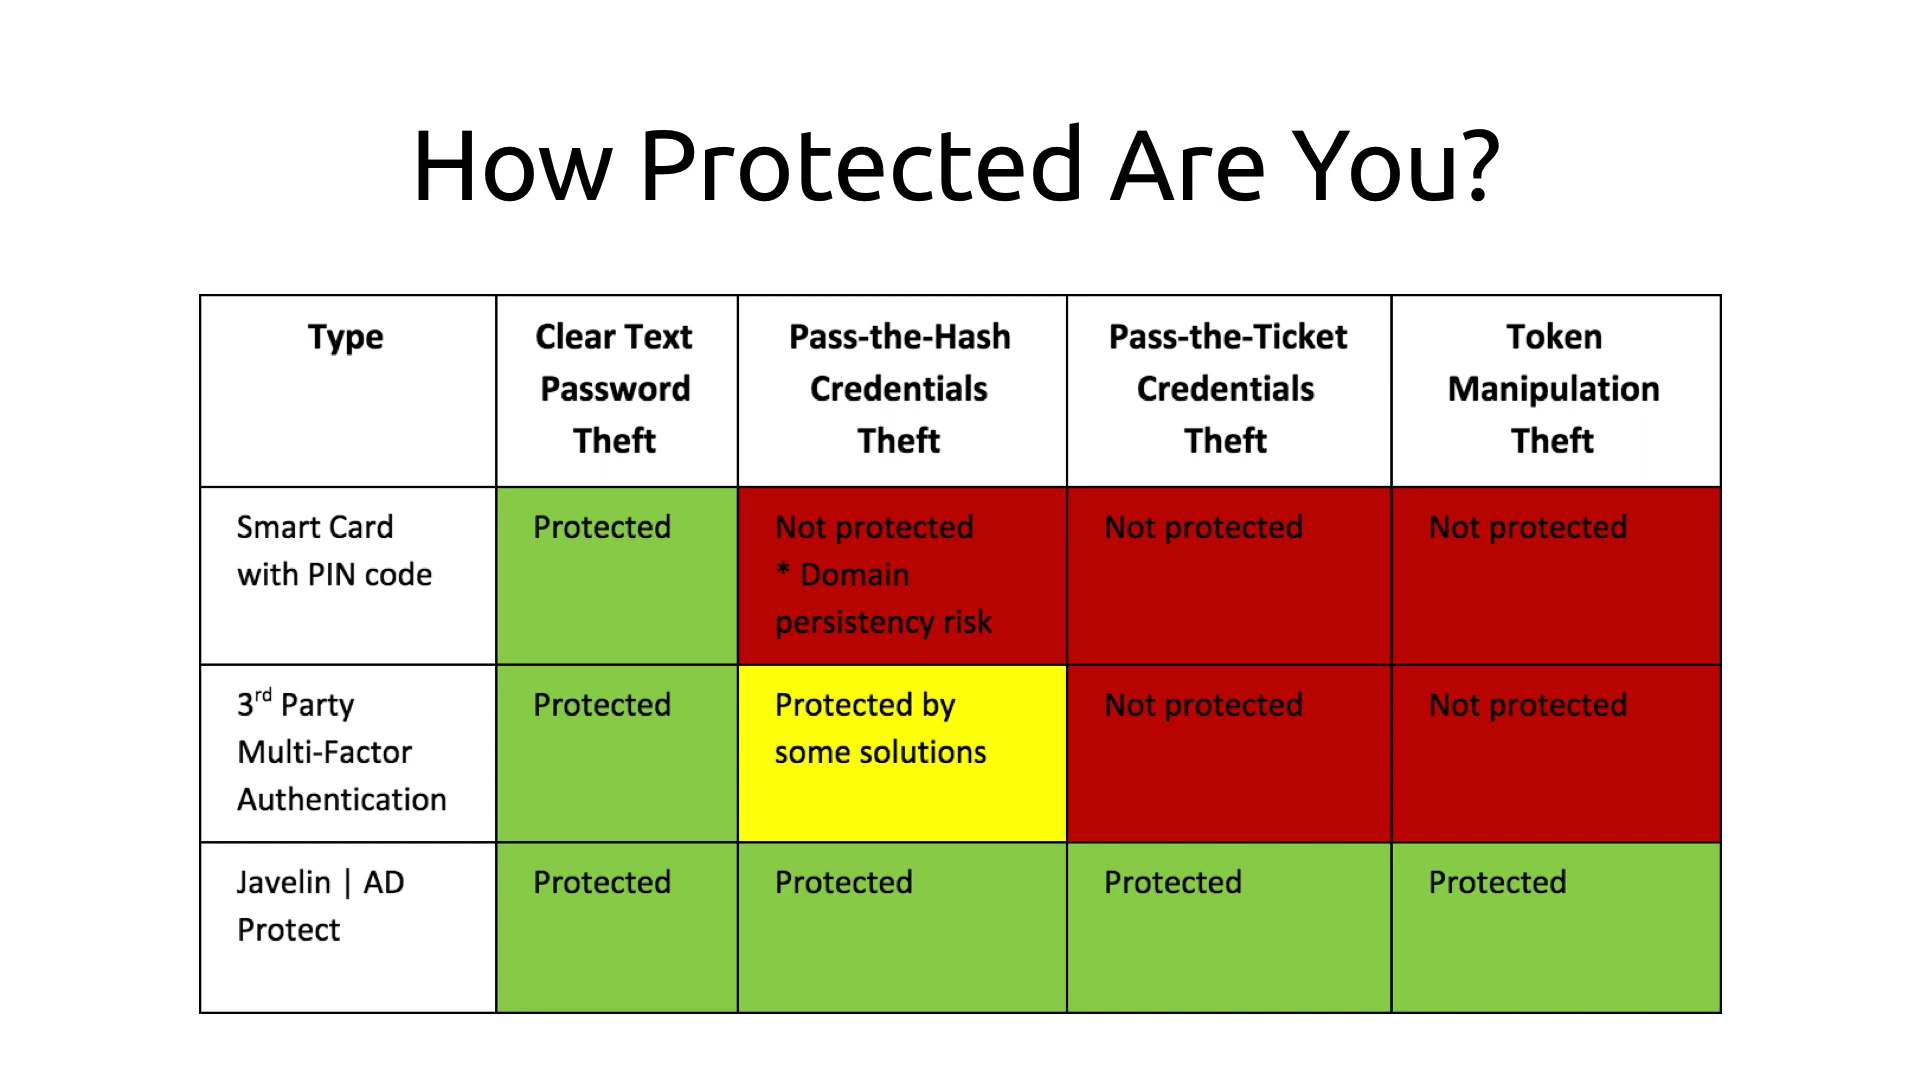 How Protected Are You?
Type
Clear Text
Password
Theft
Pass-the-Hash
Credentials
Theft
Pass-the-Ticket
Credentials
Theft
Token
Manipulation
Theft
Smart Card
with PIN code
Protected
Not protected
* Domain
persistency risk
Not protected
Not protected
3rd Party
Multi-Factor
Authentication
Protected
Protected by
some solutions
Not protected
Not protected
Javelin | AD
Protect
Protected
Protected
Protected
Protected